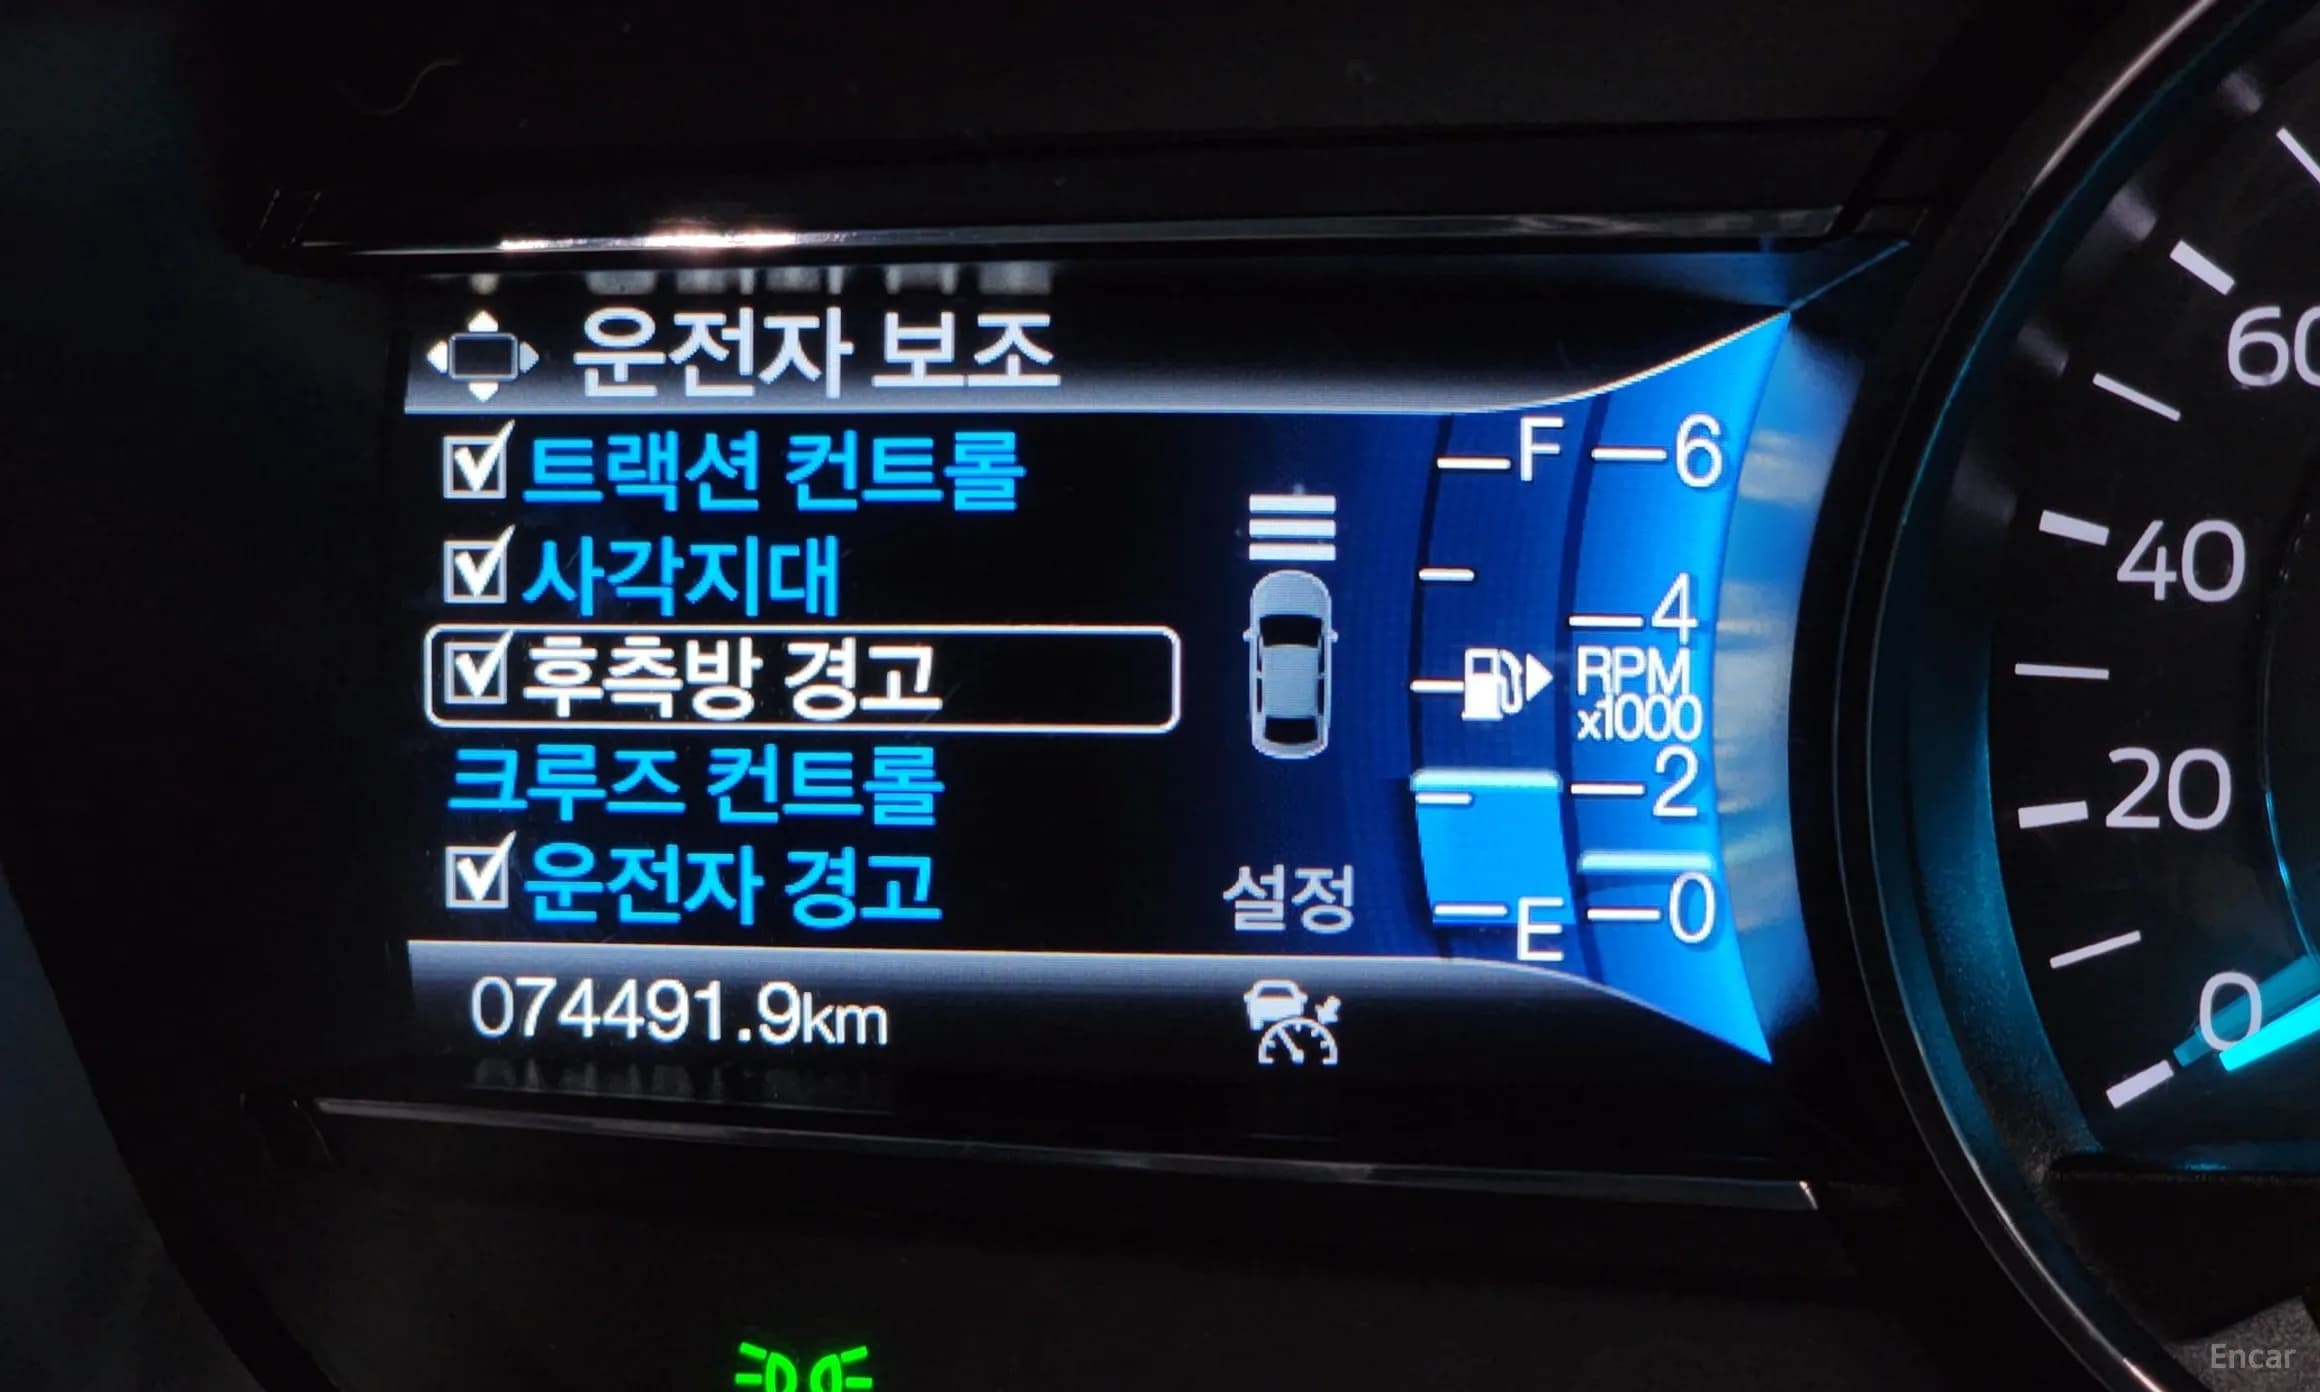 운전자 보조
트랙션 컨트롤
사각지대
후측방 경고
크루즈 컨트롤
운전자 경고
설정
F
E
6
4
RPM
x1000
2
0
074491.9km
60
40
20
0
Encar